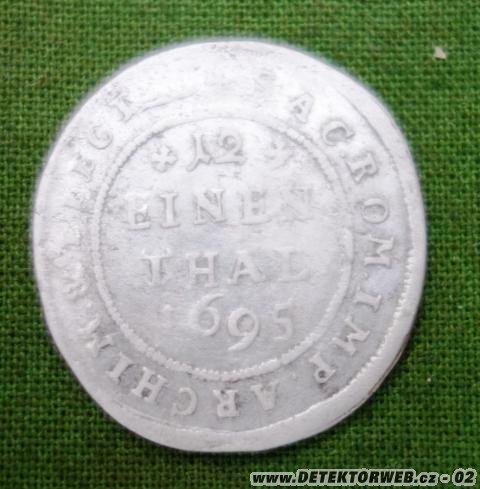 SACROM.IMP.ARCHIM.&.ELECT
12
EINEN
THAL
1695
www.DETEKTORWEB.cz - 02